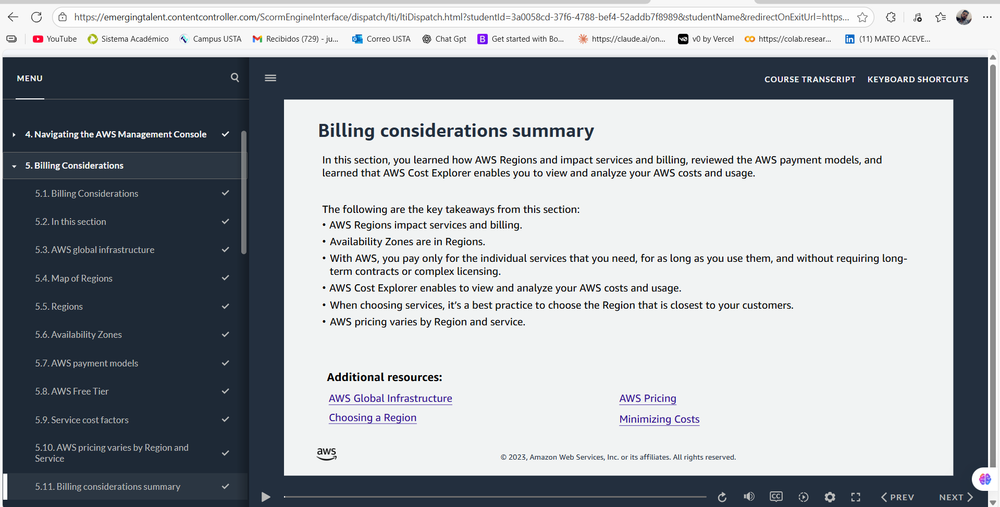 https://emergingtalent.contentcontroller.com/ScormEngineInterface/dispatch/lti/ltiDispatch.html?studentId=3a0058cd-37f6-4788-bef4-52addb7f8989&studentName&redirectOnExitUrl=https...
YouTube
Sistema Académico
Campus USTA
Recibidos (729) - ju...
Correo USTA
Chat Gpt
Get started with Bo...
https://claude.ai/on...
v0 by Vercel
https://colab.resear...
(11) MATEO ACEVE...
MENU
COURSE TRANSCRIPT
KEYBOARD SHORTCUTS
4. Navigating the AWS Management Console
5. Billing Considerations
5.1. Billing Considerations
5.2. In this section
5.3. AWS global infrastructure
5.4. Map of Regions
5.5. Regions
5.6. Availability Zones
5.7. AWS payment models
5.8. AWS Free Tier
5.9. Service cost factors
5.10. AWS pricing varies by Region and
Service
5.11. Billing considerations summary
Billing considerations summary
In this section, you learned how AWS Regions and impact services and billing, reviewed the AWS payment models, and
learned that AWS Cost Explorer enables you to view and analyze your AWS costs and usage.
The following are the key takeaways from this section:
• AWS Regions impact services and billing.
• Availability Zones are in Regions.
• With AWS, you pay only for the individual services that you need, for as long as you use them, and without requiring long-
term contracts or complex licensing.
• AWS Cost Explorer enables to view and analyze your AWS costs and usage.
• When choosing services, it’s a best practice to choose the Region that is closest to your customers.
• AWS pricing varies by Region and service.
Additional resources:
AWS Global Infrastructure
AWS Pricing
Choosing a Region
Minimizing Costs
aws
© 2023, Amazon Web Services, Inc. or its affiliates. All rights reserved.
CC
PREV
NEXT